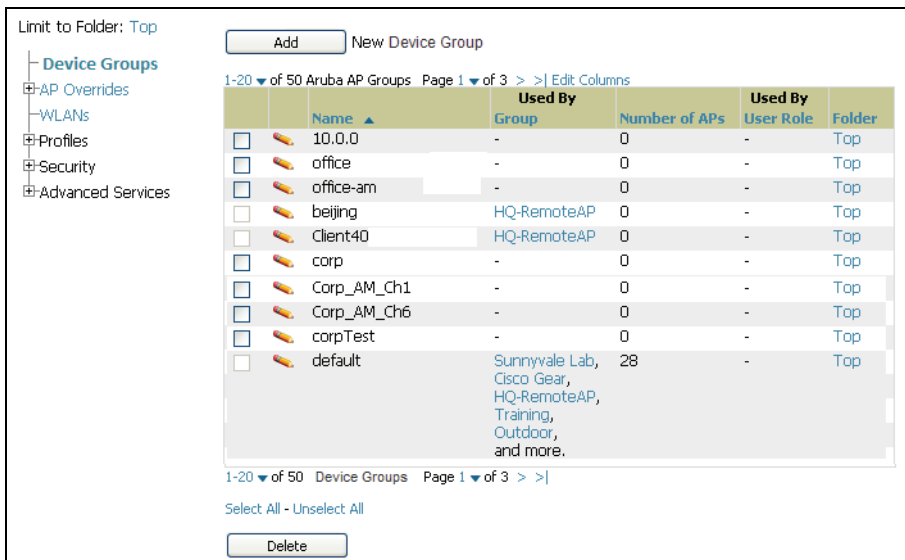 Limit to Folder: Top
Device Groups
AP Overrides
WLANs
Profiles
Security
Advanced Services
Add New Device Group
1-20 of 50 Aruba AP Groups Page 1 of 3 > >| Edit Columns
Name Used By Group Number of APs Used By User Role Folder
10.0.0 - 0 - Top
office - 0 - Top
office-am - 0 - Top
beijing HQ-RemoteAP 0 - Top
Client40 HQ-RemoteAP 0 - Top
corp - 0 - Top
Corp_AM_Ch1 - 0 - Top
Corp_AM_Ch6 - 0 - Top
corpTest - 0 - Top
default Sunnyvale Lab, 28 - Top
Cisco Gear,
HQ-RemoteAP,
Training,
Outdoor,
and more.
1-20 of 50 Device Groups Page 1 of 3 > >|
Select All - Unselect All
Delete